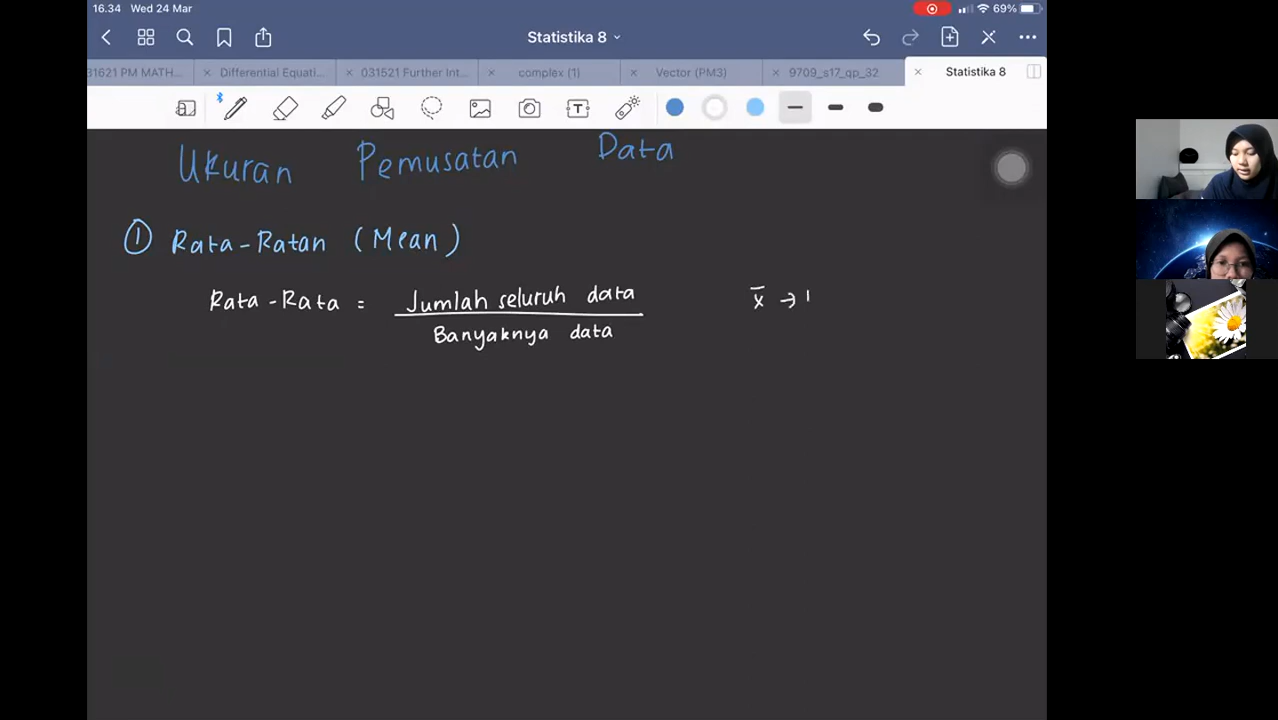 16.34 Wed 24 Mar
69%
Statistika 8
031621 PM MATH...
Differential Equati...
031521 Further Int...
complex (1)
Vector (PM3)
9709_s17_qp_32
Statistika 8
Ukuran Pemusatan Data
① Rata-Ratan (Mean)
Rata-Rata = Jumlah seluruh data
Banyaknya data
x̄ →